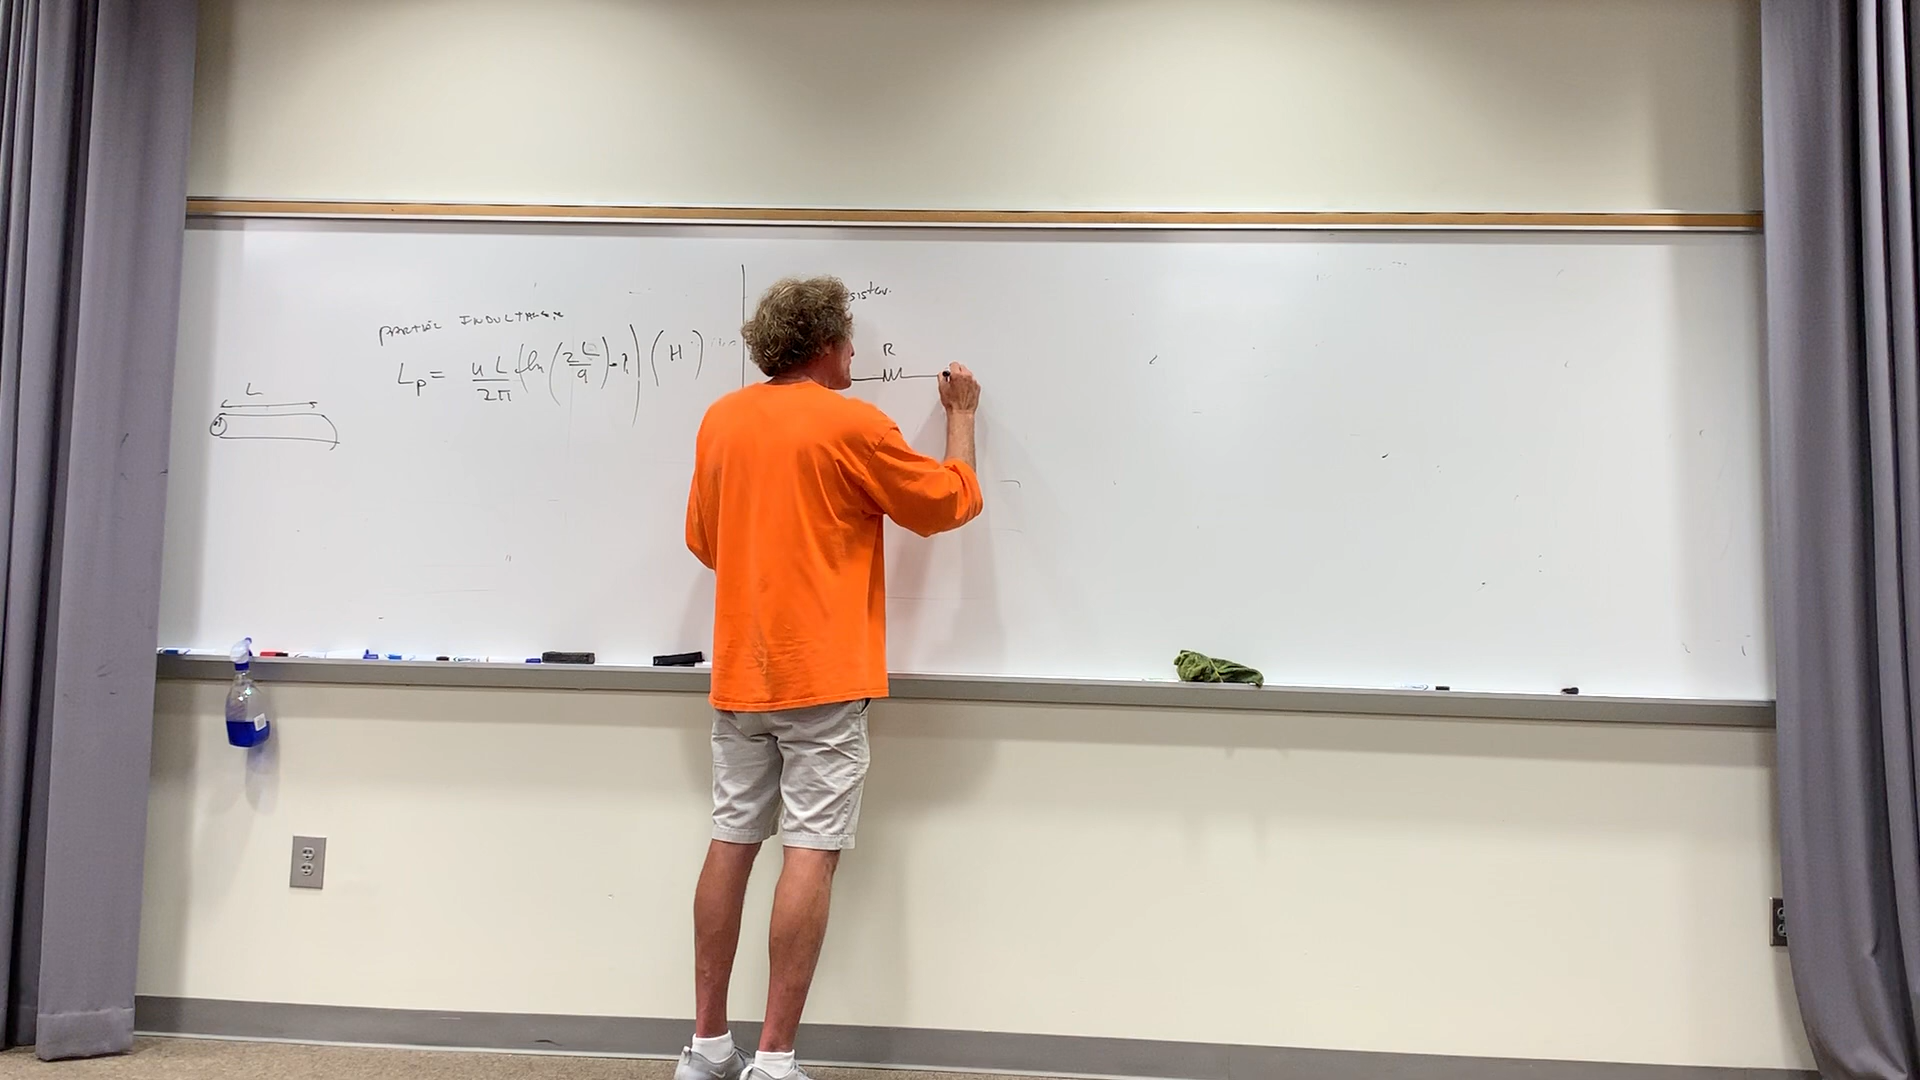 PARTIAL INDUCTANCE
Lp = uL/2π (ln(2L/a) - 1) (H)
L
a
sistor.
R